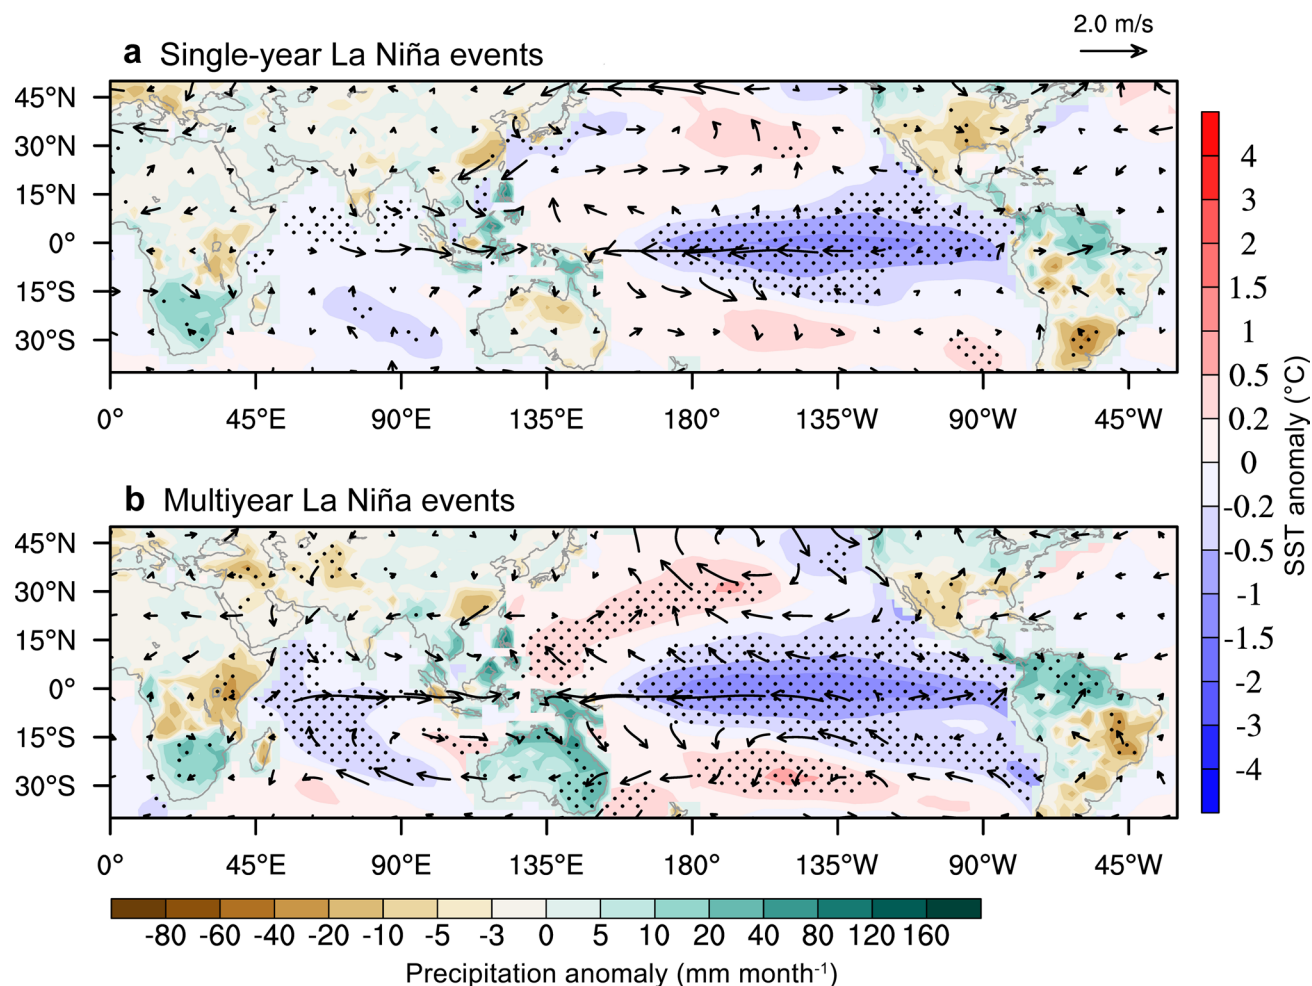 2.0 m/s
a Single-year La Niña events
45°N
30°N
15°N
0°
15°S
30°S
0° 45°E 90°E 135°E 180° 135°W 90°W 45°W
b Multiyear La Niña events
45°N
30°N
15°N
0°
15°S
30°S
0° 45°E 90°E 135°E 180° 135°W 90°W 45°W
4
3
2
1.5
1
0.5
0.2
0
-0.2
-0.5
-1
-1.5
-2
-3
-4
SST anomaly (°C)
-80 -60 -40 -20 -10 -5 -3 0 5 10 20 40 80 120 160
Precipitation anomaly (mm month⁻¹)